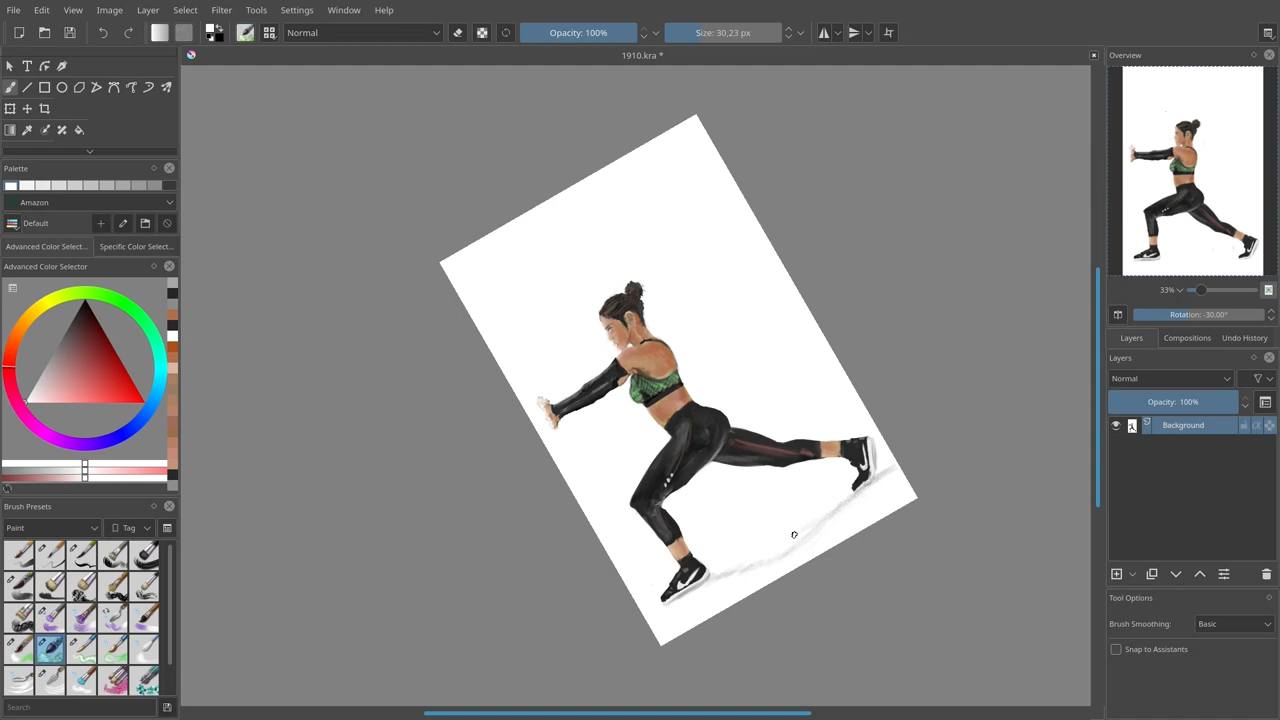 File Edit View Image Layer Select Filter Tools Settings Window Help
Normal Opacity: 100% Size: 30,23 px
1910.kra *
Overview
33%
Rotation: -30.00°
Layers Compositions Undo History
Layers
Normal
Opacity: 100%
Background
Tool Options
Brush Smoothing: Basic
Snap to Assistants
Palette
Amazon
Default
Advanced Color Select... Specific Color Select...
Advanced Color Selector
Brush Presets
Paint Tag
Search